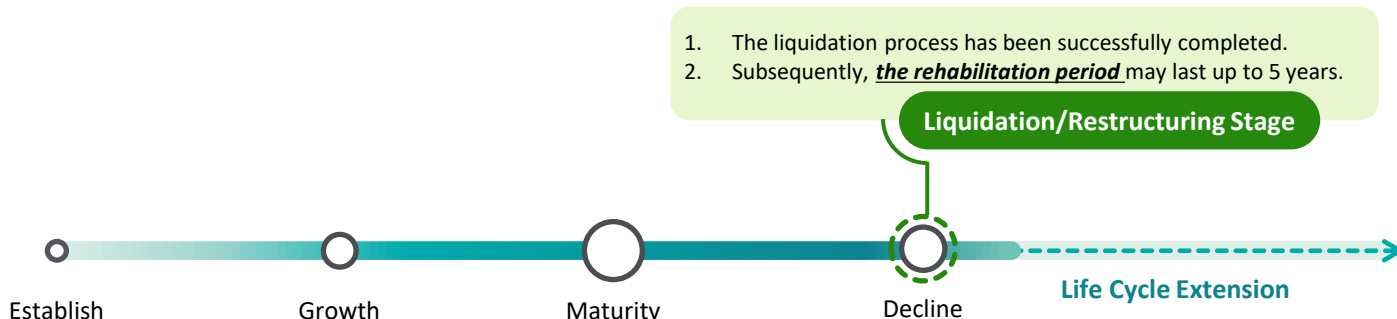 1. The liquidation process has been successfully completed.
2. Subsequently, the rehabilitation period may last up to 5 years.
Liquidation/Restructuring Stage
Establish
Growth
Maturity
Decline
Life Cycle Extension